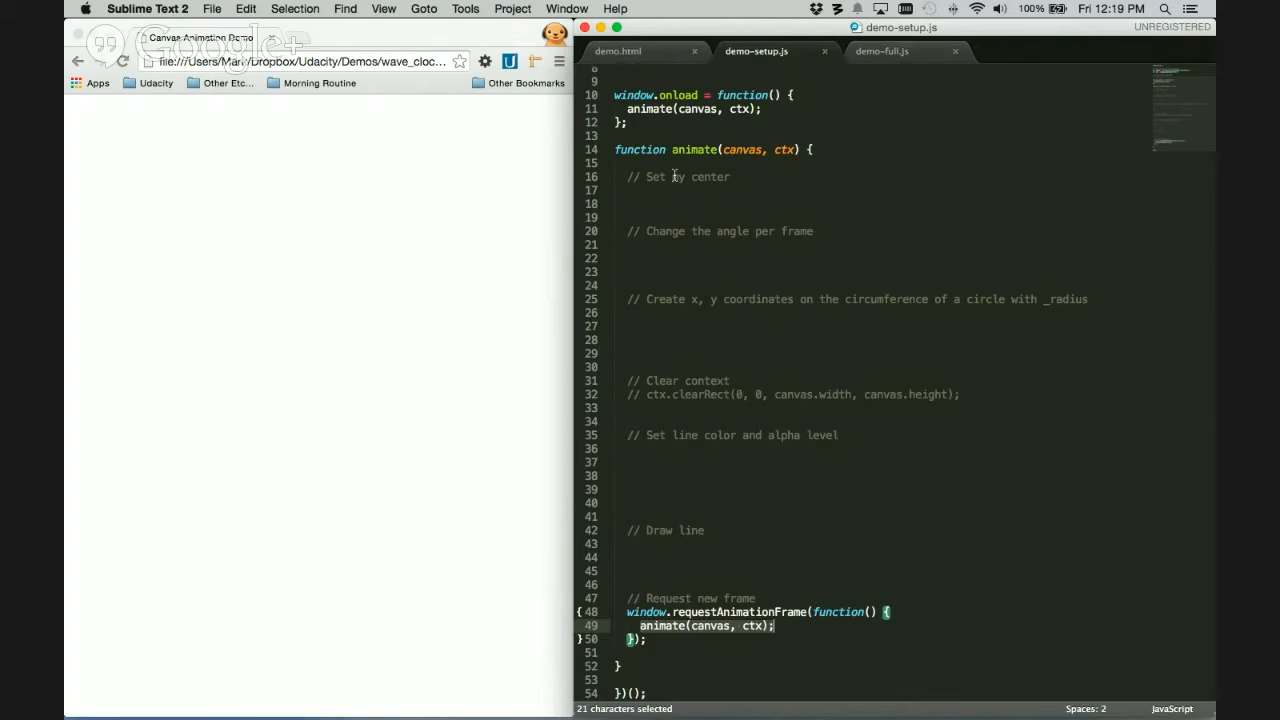 Sublime Text 2 File Edit Selection Find View Goto Tools Project Window Help
100% Fri 12:19 PM
Canvas Animation Demo
Google+
file:///Users/Mark/Dropbox/Udacity/Demos/wave_cloc...
Apps Udacity Other Etc... Morning Routine Other Bookmarks
demo-setup.js
UNREGISTERED
demo.html demo-setup.js demo-full.js
8
9
10 window.onload = function() {
11 animate(canvas, ctx);
12 };
13
14 function animate(canvas, ctx) {
15
16 // Set my center
17
18
19
20 // Change the angle per frame
21
22
23
24
25 // Create x, y coordinates on the circumference of a circle with _radius
26
27
28
29
30
31 // Clear context
32 // ctx.clearRect(0, 0, canvas.width, canvas.height);
33
34
35 // Set line color and alpha level
36
37
38
39
40
41
42 // Draw line
43
44
45
46
47 // Request new frame
{ 48 window.requestAnimationFrame(function() {
49 animate(canvas, ctx);
} 50 });
51
52 }
53
54 })();
21 characters selected
Spaces: 2
JavaScript